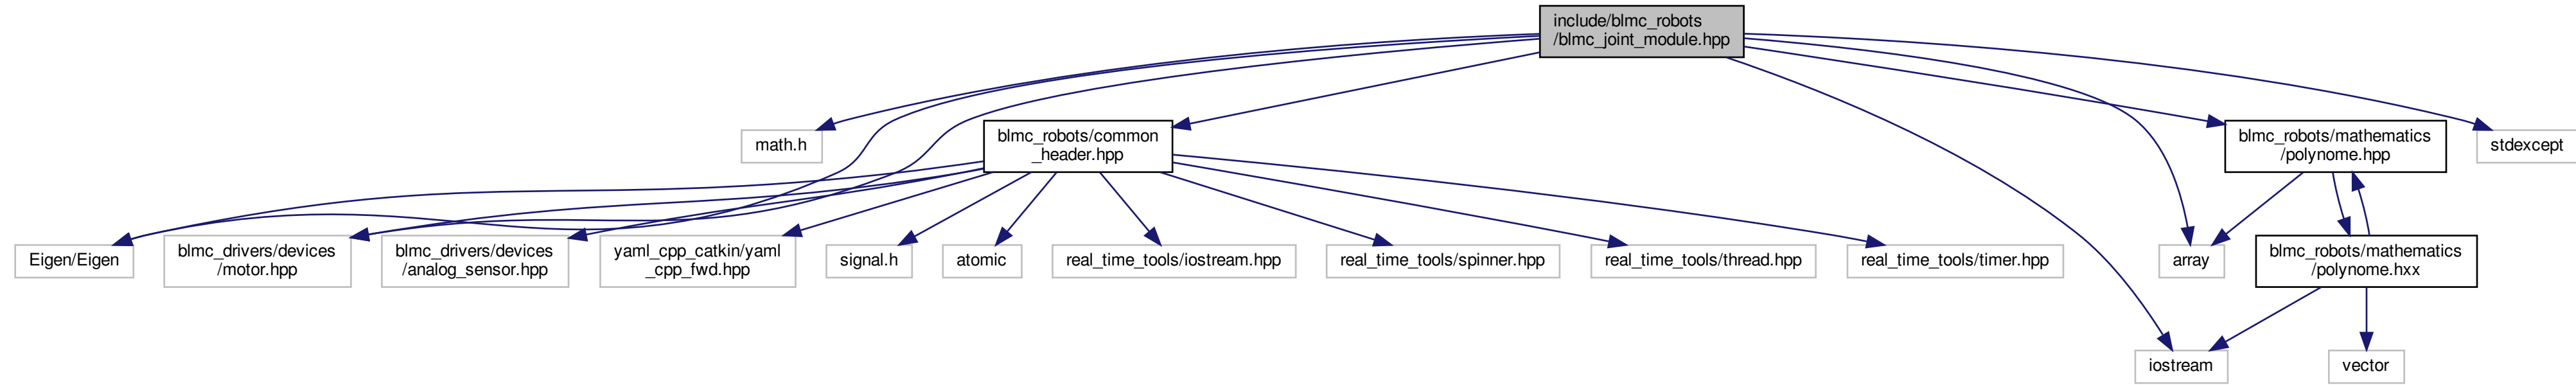 include/blmc_robots
/blmc_joint_module.hpp
math.h
blmc_robots/common
_header.hpp
blmc_robots/mathematics
/polynome.hpp
stdexcept
Eigen/Eigen
blmc_drivers/devices
/motor.hpp
blmc_drivers/devices
/analog_sensor.hpp
yaml_cpp_catkin/yaml
_cpp_fwd.hpp
signal.h
atomic
real_time_tools/iostream.hpp
real_time_tools/spinner.hpp
real_time_tools/thread.hpp
real_time_tools/timer.hpp
array
blmc_robots/mathematics
/polynome.hxx
iostream
vector